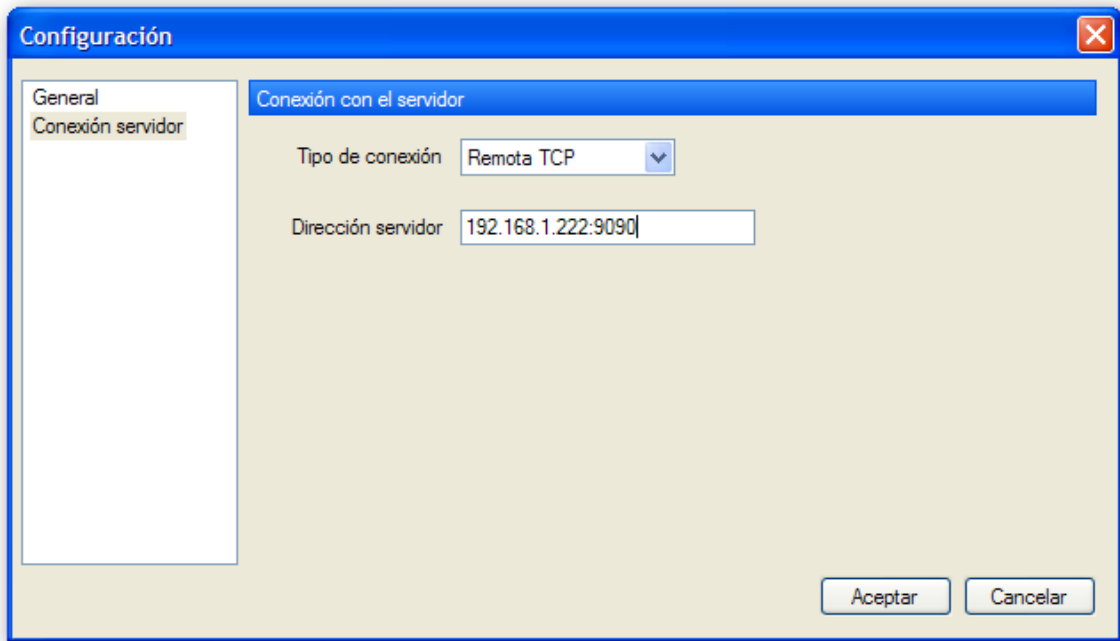 Configuración
General
Conexión servidor
Conexión con el servidor
Tipo de conexión Remota TCP
Dirección servidor 192.168.1.222:9090
Aceptar Cancelar